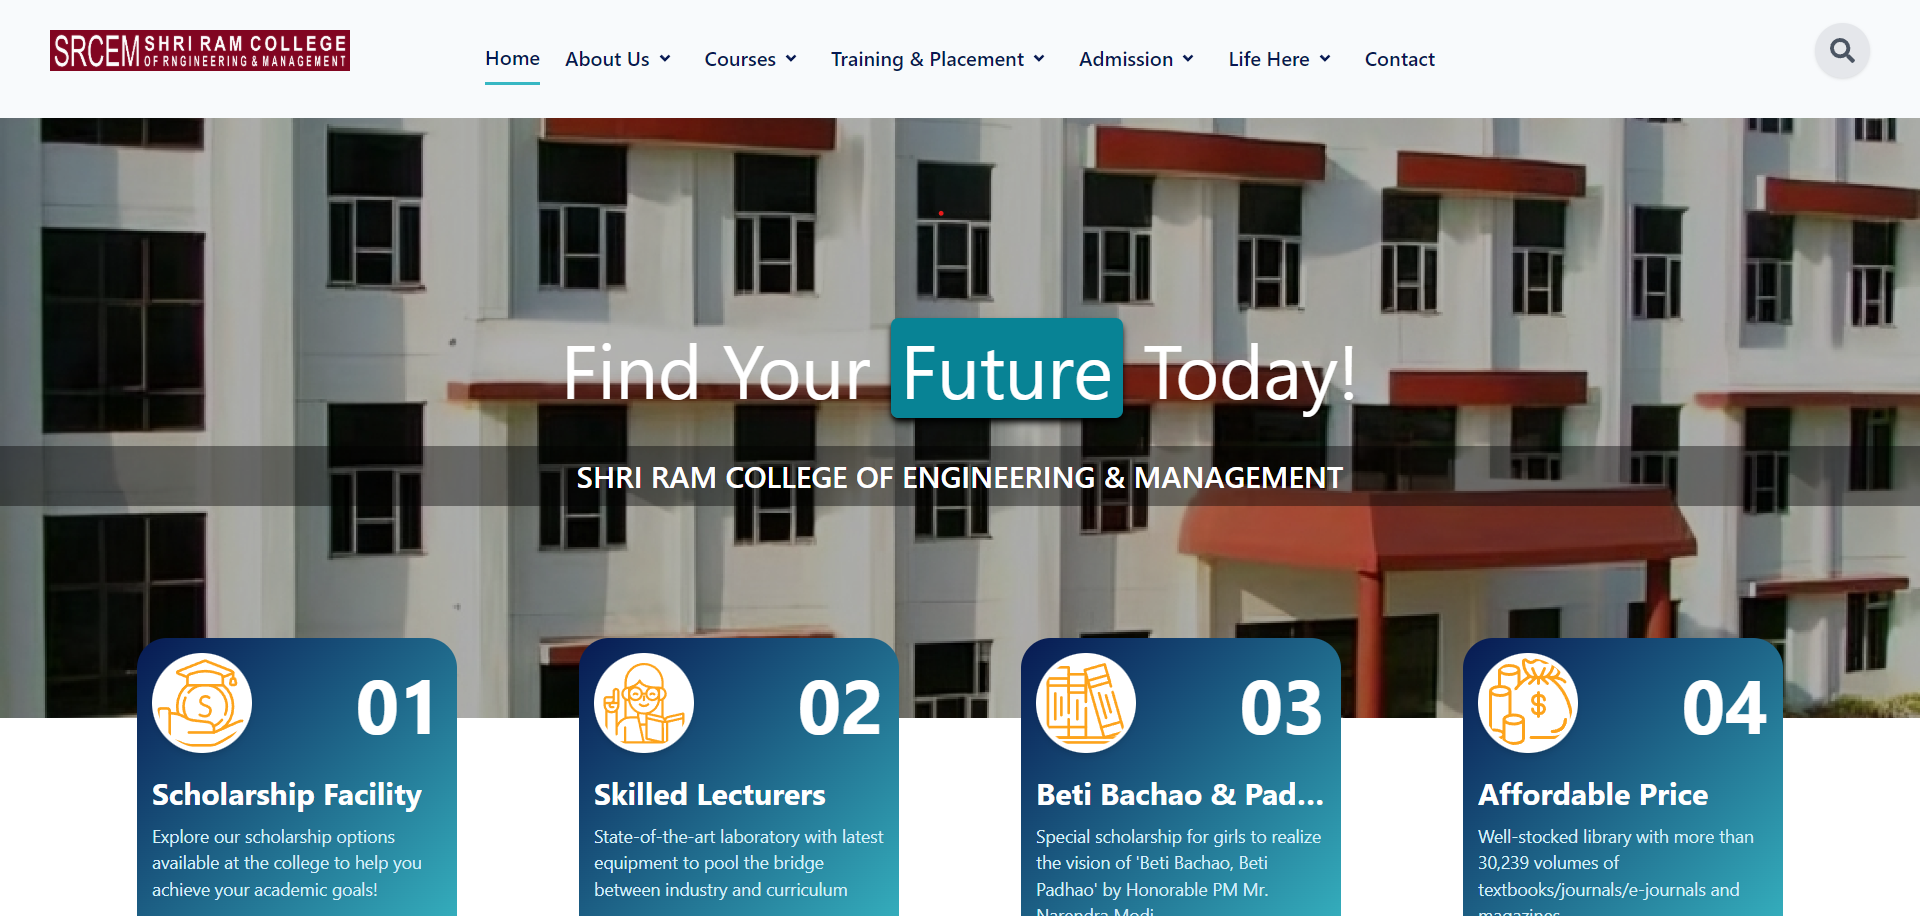 SRCEM SHRI RAM COLLEGE
OF RNGINEERING & MANAGEMENT
Home About Us Courses Training & Placement Admission Life Here Contact
Find Your Future Today!
SHRI RAM COLLEGE OF ENGINEERING & MANAGEMENT
01
Scholarship Facility
Explore our scholarship options
available at the college to help you
achieve your academic goals!
02
Skilled Lecturers
State-of-the-art laboratory with latest
equipment to pool the bridge
between industry and curriculum
03
Beti Bachao & Pad...
Special scholarship for girls to realize
the vision of 'Beti Bachao, Beti
Padhao' by Honorable PM Mr.
Narendra Modi
04
Affordable Price
Well-stocked library with more than
30,239 volumes of
textbooks/journals/e-journals and
magazines